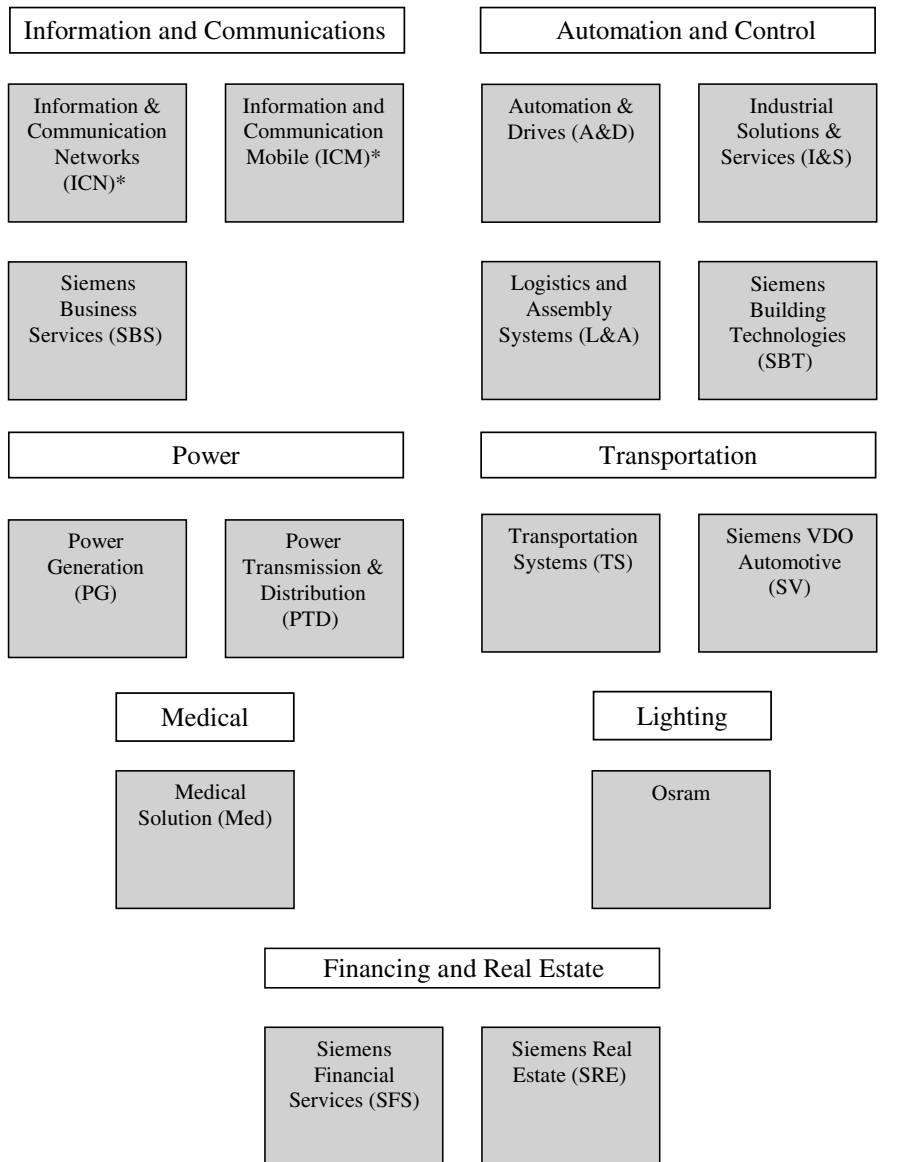 Information and Communications
Automation and Control
Information &
Communication
Networks
(ICN)*
Information and
Communication
Mobile (ICM)*
Automation &
Drives (A&D)
Industrial
Solutions &
Services (I&S)
Siemens
Business
Services (SBS)
Logistics and
Assembly
Systems (L&A)
Siemens
Building
Technologies
(SBT)
Power
Transportation
Power
Generation
(PG)
Power
Transmission &
Distribution
(PTD)
Transportation
Systems (TS)
Siemens VDO
Automotive
(SV)
Medical
Lighting
Medical
Solution (Med)
Osram
Financing and Real Estate
Siemens
Financial
Services (SFS)
Siemens Real
Estate (SRE)